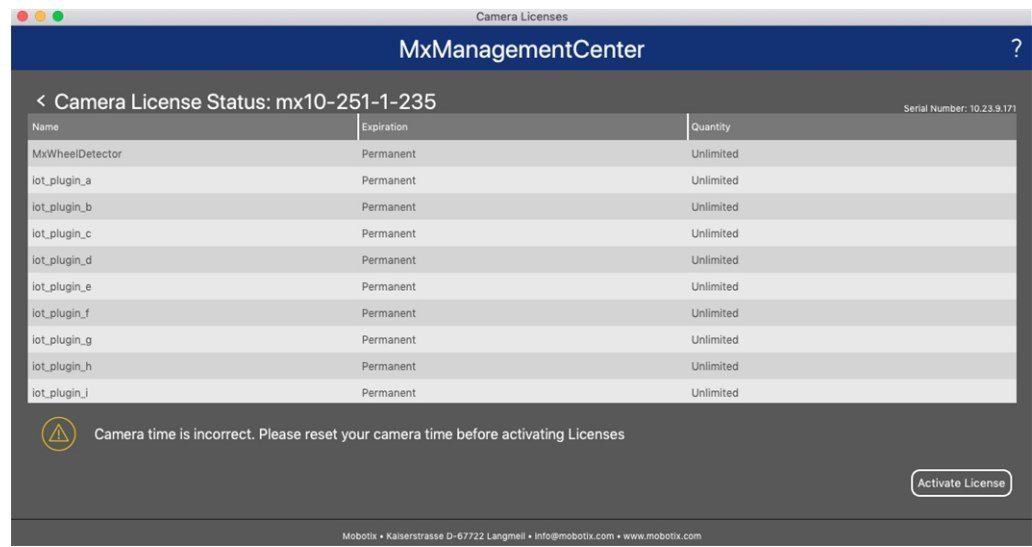 Camera Licenses
MxManagementCenter ?
< Camera License Status: mx10-251-1-235
Serial Number: 10.23.9.171
Name Expiration Quantity
MxWheelDetector Permanent Unlimited
iot_plugin_a Permanent Unlimited
iot_plugin_b Permanent Unlimited
iot_plugin_c Permanent Unlimited
iot_plugin_d Permanent Unlimited
iot_plugin_e Permanent Unlimited
iot_plugin_f Permanent Unlimited
iot_plugin_g Permanent Unlimited
iot_plugin_h Permanent Unlimited
iot_plugin_i Permanent Unlimited
Camera time is incorrect. Please reset your camera time before activating Licenses
Activate License
Mobotix • Kaiserstrasse D-67722 Langmeil • info@mobotix.com • www.mobotix.com